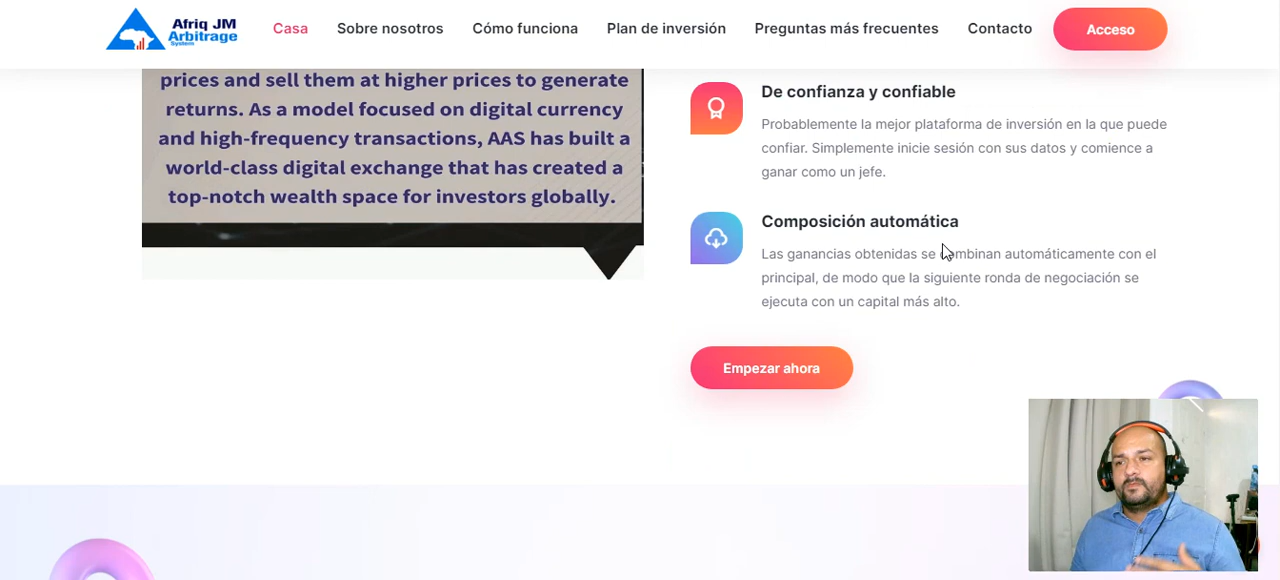 Afriq JM
Arbitrage
System
Casa
Sobre nosotros
Cómo funciona
Plan de inversión
Preguntas más frecuentes
Contacto
Acceso
prices and sell them at higher prices to generate
returns. As a model focused on digital currency
and high-frequency transactions, AAS has built a
world-class digital exchange that has created a
top-notch wealth space for investors globally.
De confianza y confiable
Probablemente la mejor plataforma de inversión en la que puede
confiar. Simplemente inicie sesión con sus datos y comience a
ganar como un jefe.
Composición automática
Las ganancias obtenidas se combinan automáticamente con el
principal, de modo que la siguiente ronda de negociación se
ejecuta con un capital más alto.
Empezar ahora